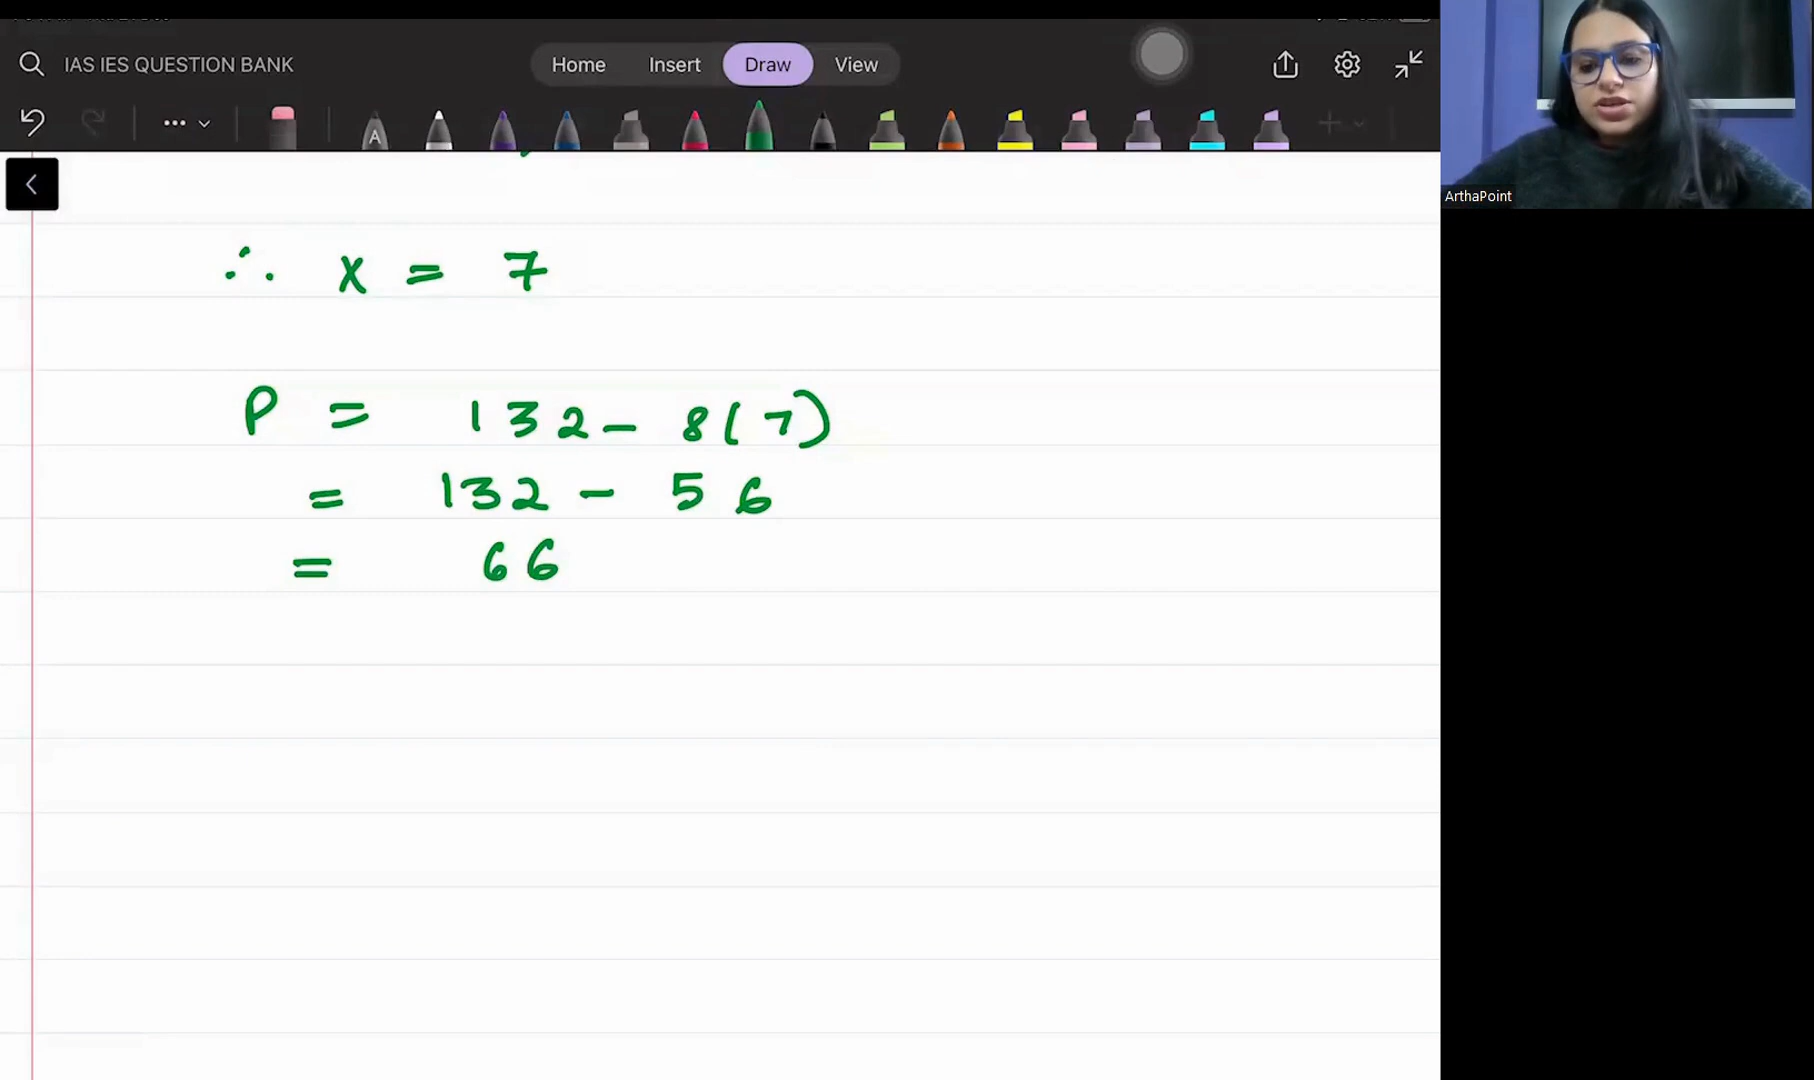 IAS IES QUESTION BANK
Home Insert Draw View
A
ArthaPoint
∴ x = 7
P = 132 - 8(7)
= 132 - 56
= 66